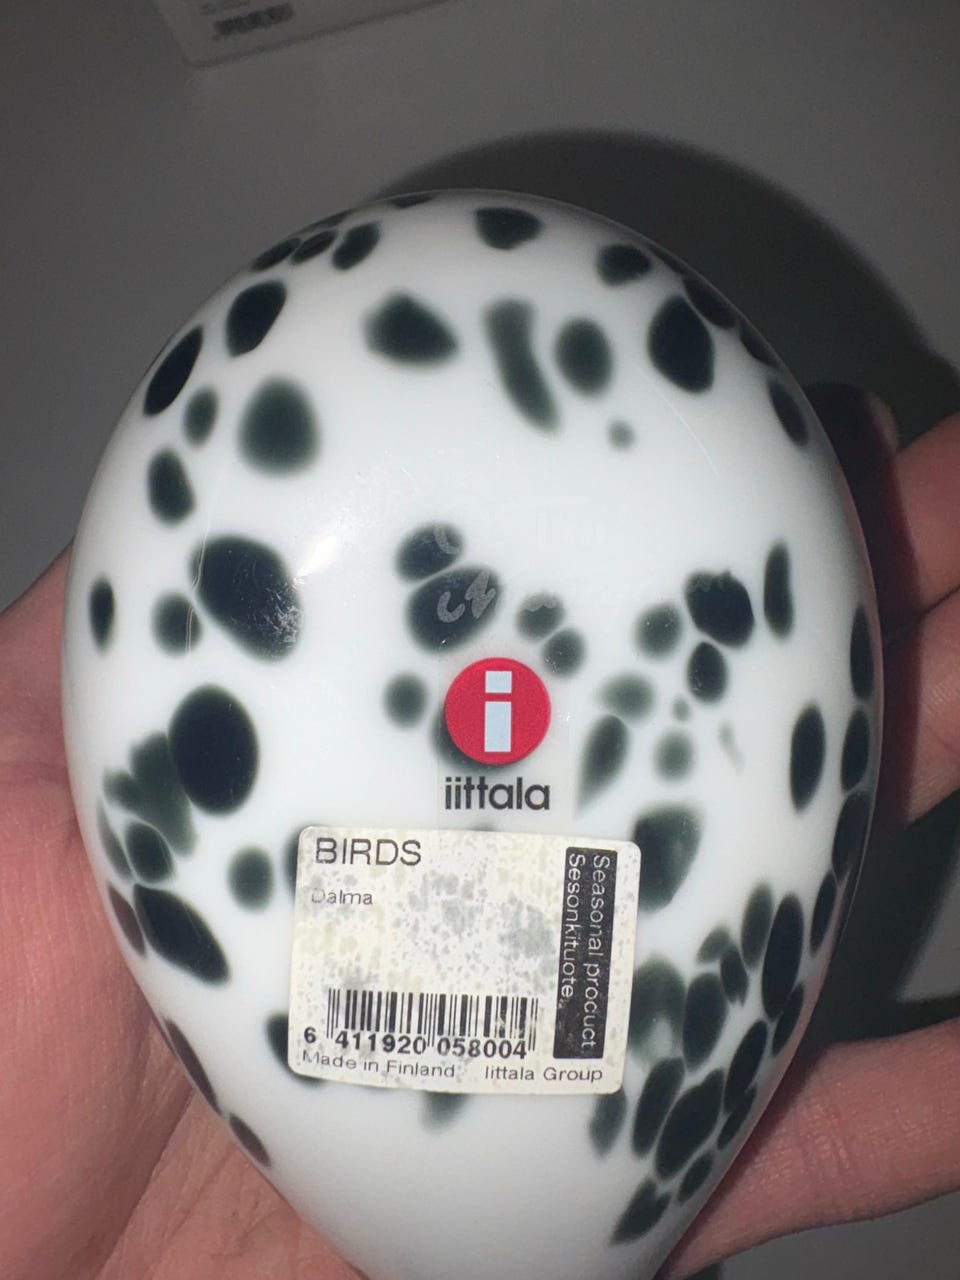 iittala
BIRDS
Dalma
Seasonal product
Sesonkituote
6 411920 058004
Made in Finland Iittala Group